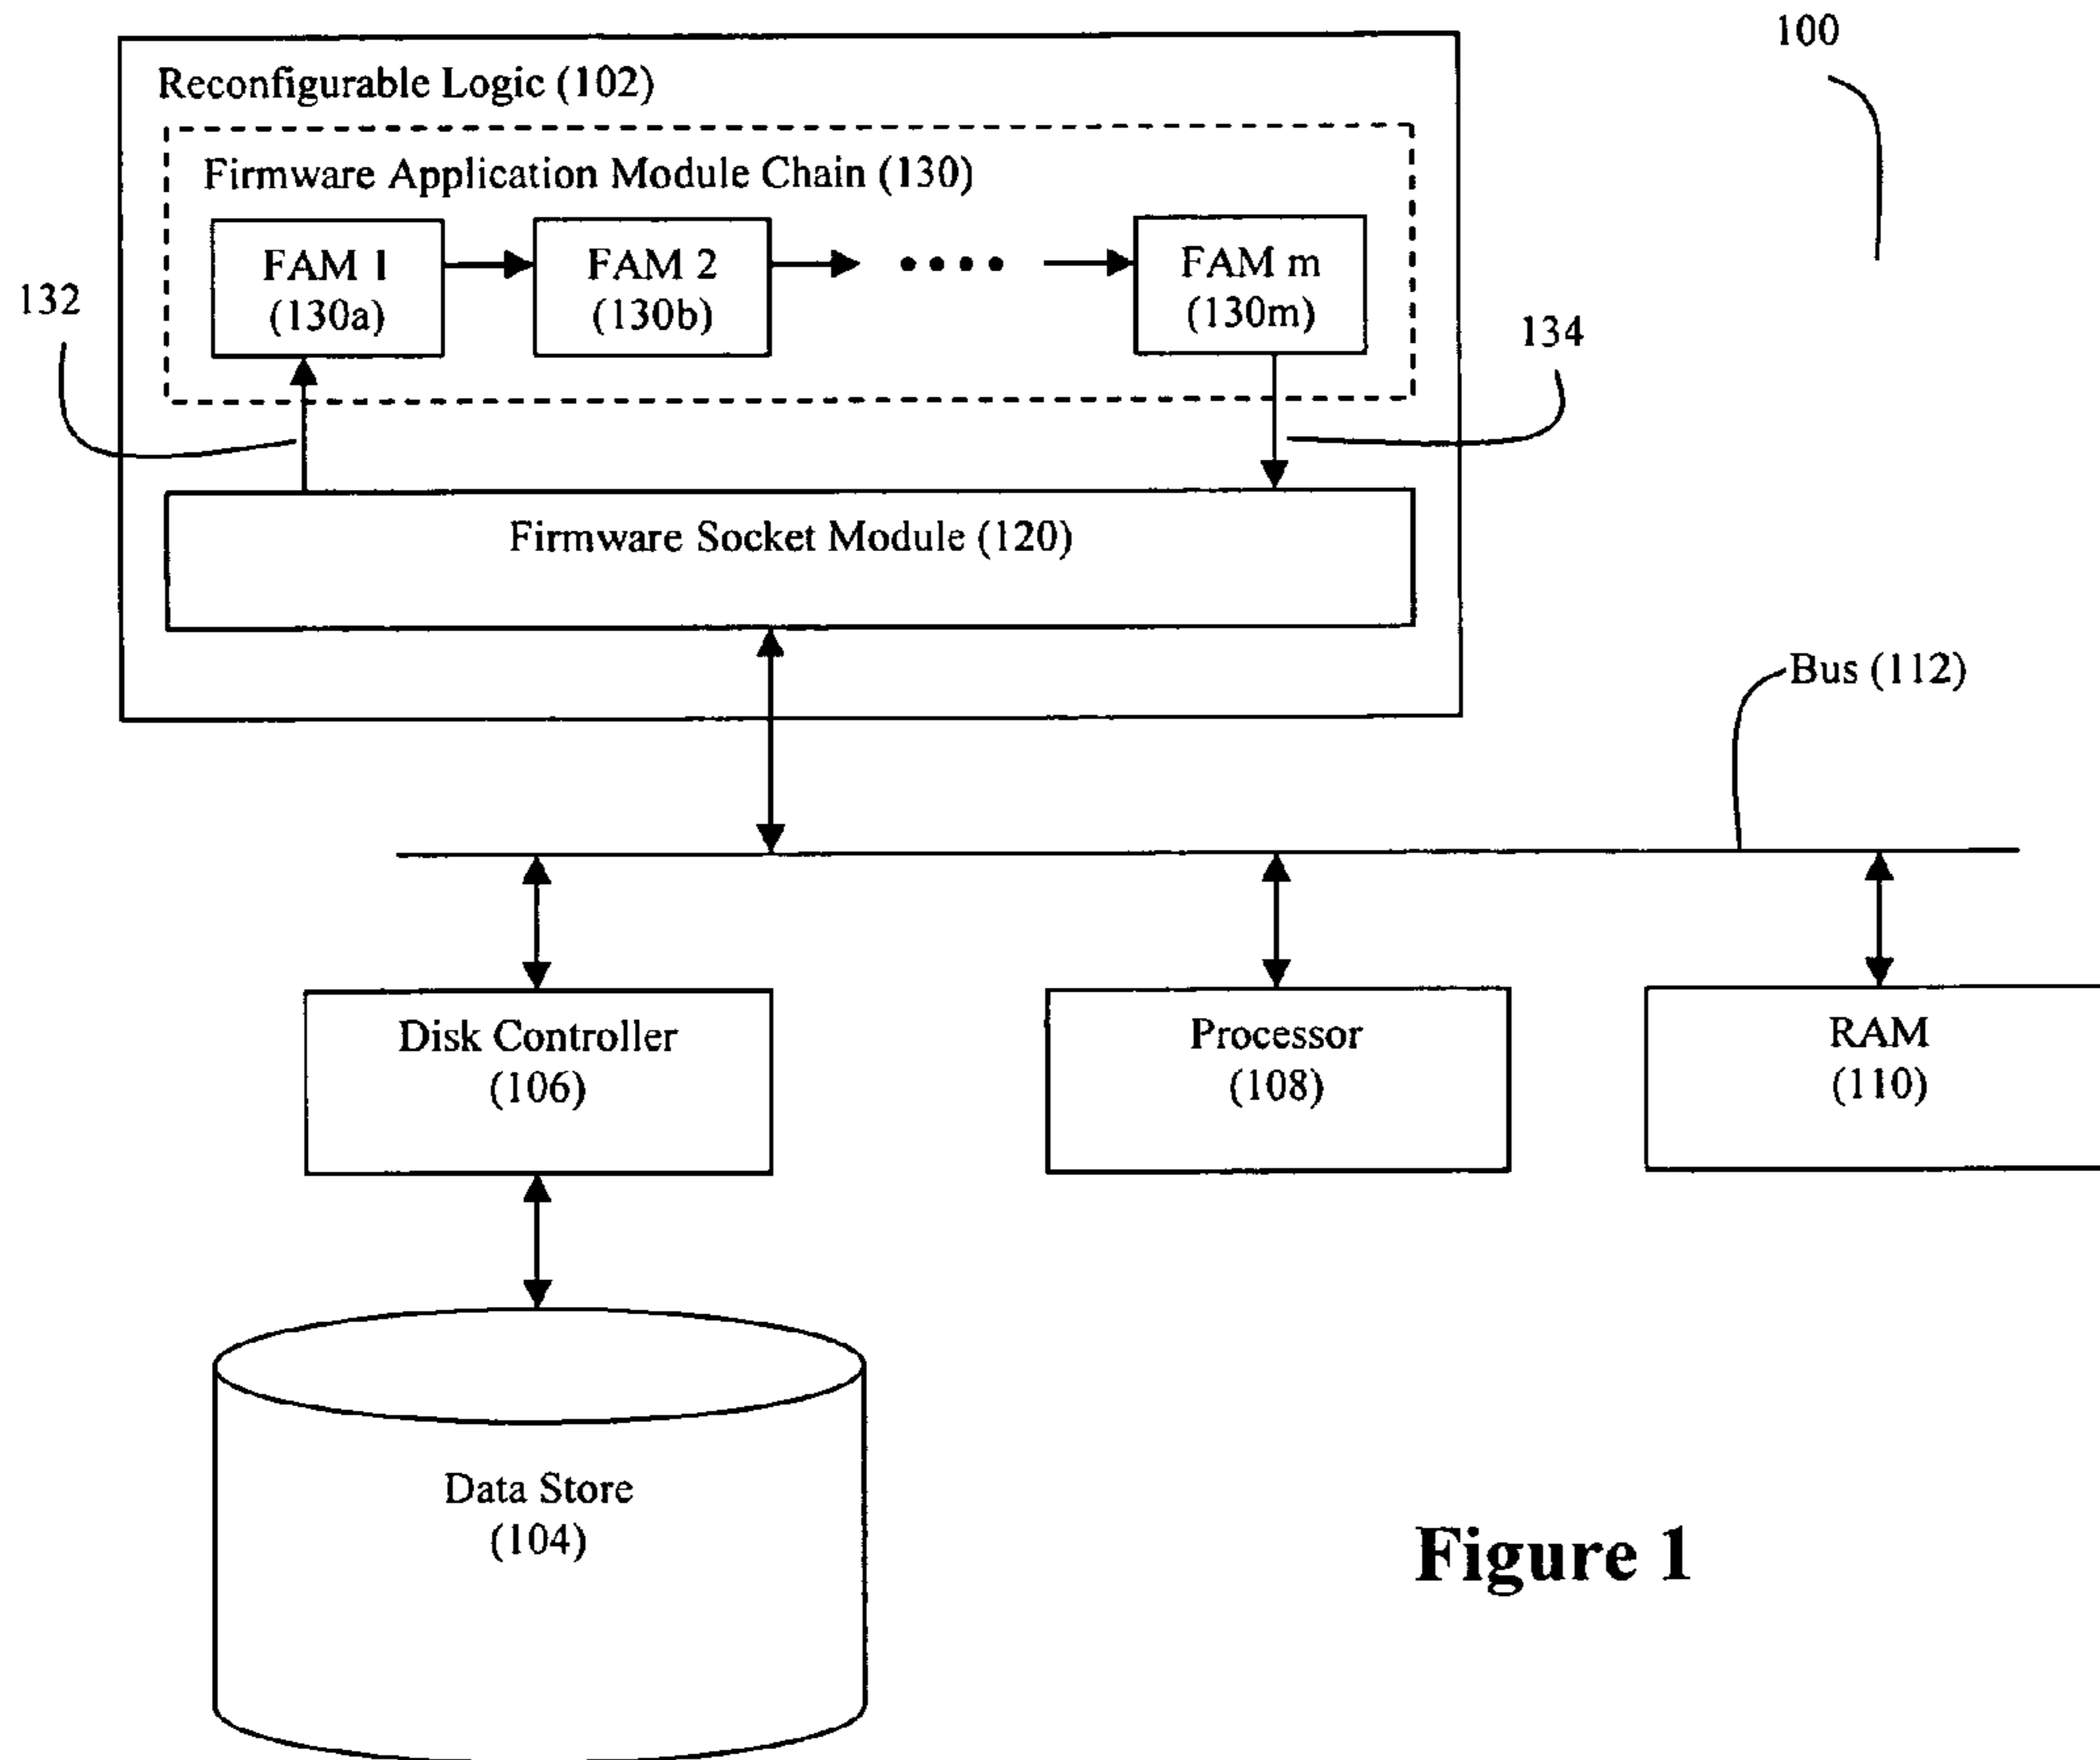 100
Reconfigurable Logic (102)
Firmware Application Module Chain (130)
FAM 1
(130a)
FAM 2
(130b)
FAM m
(130m)
132
134
Firmware Socket Module (120)
Bus (112)
Disk Controller
(106)
Processor
(108)
RAM
(110)
Data Store
(104)
Figure 1